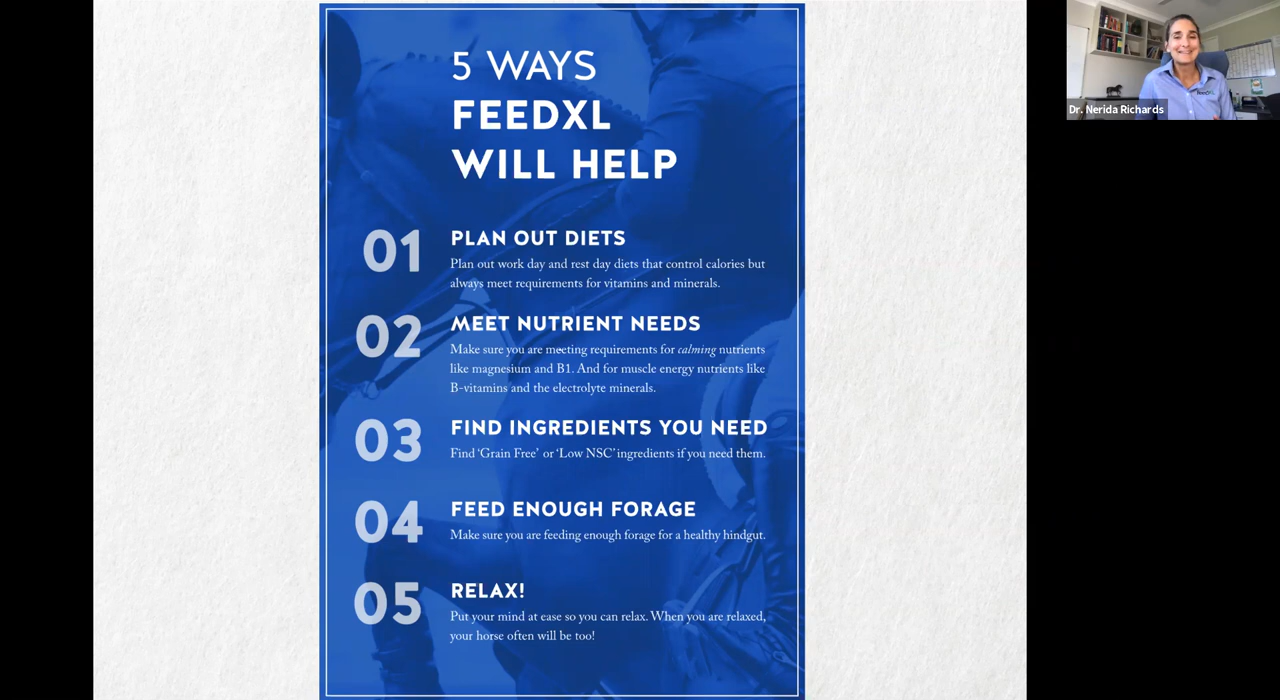 5 WAYS
FEEDXL
WILL HELP
01
PLAN OUT DIETS
Plan out work day and rest day diets that control calories but
always meet requirements for vitamins and minerals.
02
MEET NUTRIENT NEEDS
Make sure you are meeting requirements for calming nutrients
like magnesium and B1. And for muscle energy nutrients like
B-vitamins and the electrolyte minerals.
03
FIND INGREDIENTS YOU NEED
Find ‘Grain Free’ or ‘Low NSC’ ingredients if you need them.
04
FEED ENOUGH FORAGE
Make sure you are feeding enough forage for a healthy hindgut.
05
RELAX!
Put your mind at ease so you can relax. When you are relaxed,
your horse often will be too!
Dr. Nerida Richards